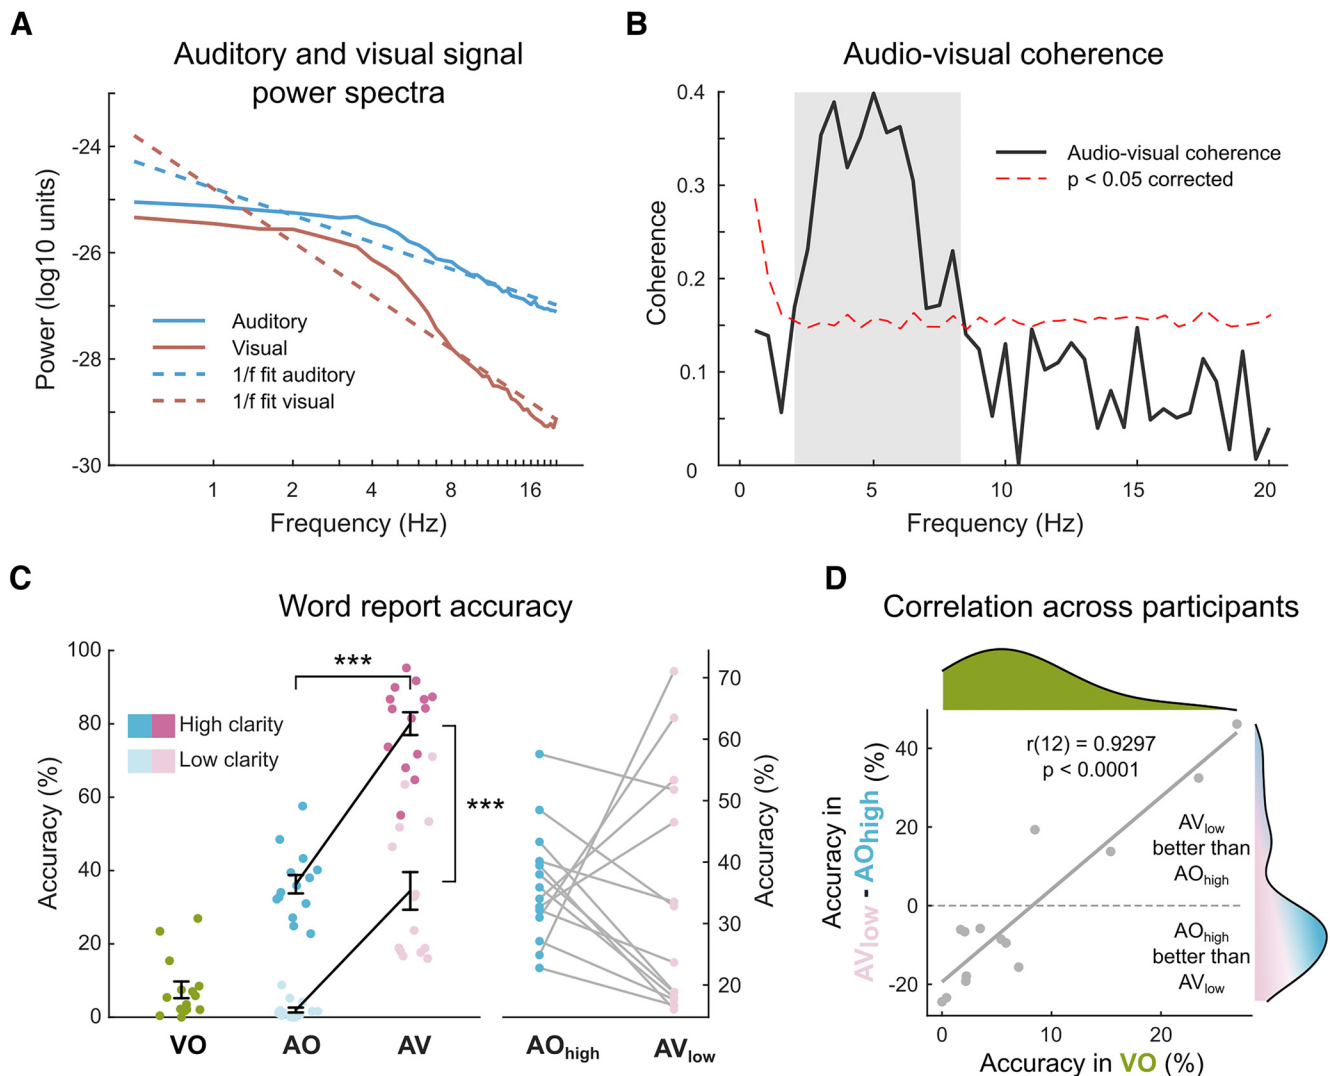 A
Auditory and visual signal
power spectra
Power (log10 units)
-24
-26
-28
-30
Auditory
Visual
1/f fit auditory
1/f fit visual
1 2 4 8 16
Frequency (Hz)
B
Audio-visual coherence
Coherence
0.4
0.3
0.2
0.1
0
Audio-visual coherence
p < 0.05 corrected
0 5 10 15 20
Frequency (Hz)
C
Word report accuracy
Accuracy (%)
100
80
60
40
20
0
High clarity
Low clarity
***
***
VO AO AV
AOhigh AVlow
70
60
50
40
30
20
Accuracy (%)
D
Correlation across participants
Accuracy in
AVlow - AOhigh (%)
40
20
0
-20
r(12) = 0.9297
p < 0.0001
AVlow
better than
AOhigh
AOhigh
better than
AVlow
0 10 20
Accuracy in VO (%)